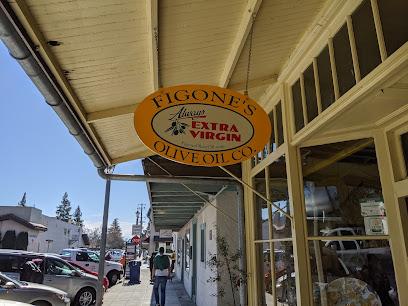 FIGONE'S
Always
EXTRA
VIRGIN
OLIVE OIL CO.